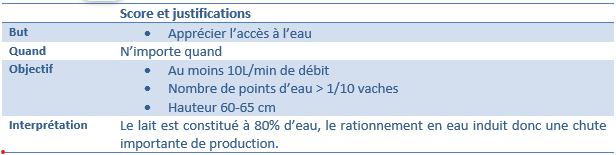 Score et justifications
But • Apprécier l'accès à l'eau
Quand N'importe quand
Objectif • Au moins 10L/min de débit
• Nombre de points d'eau > 1/10 vaches
• Hauteur 60-65 cm
Interprétation Le lait est constitué à 80% d'eau, le rationnement en eau induit donc une chute
importante de production.